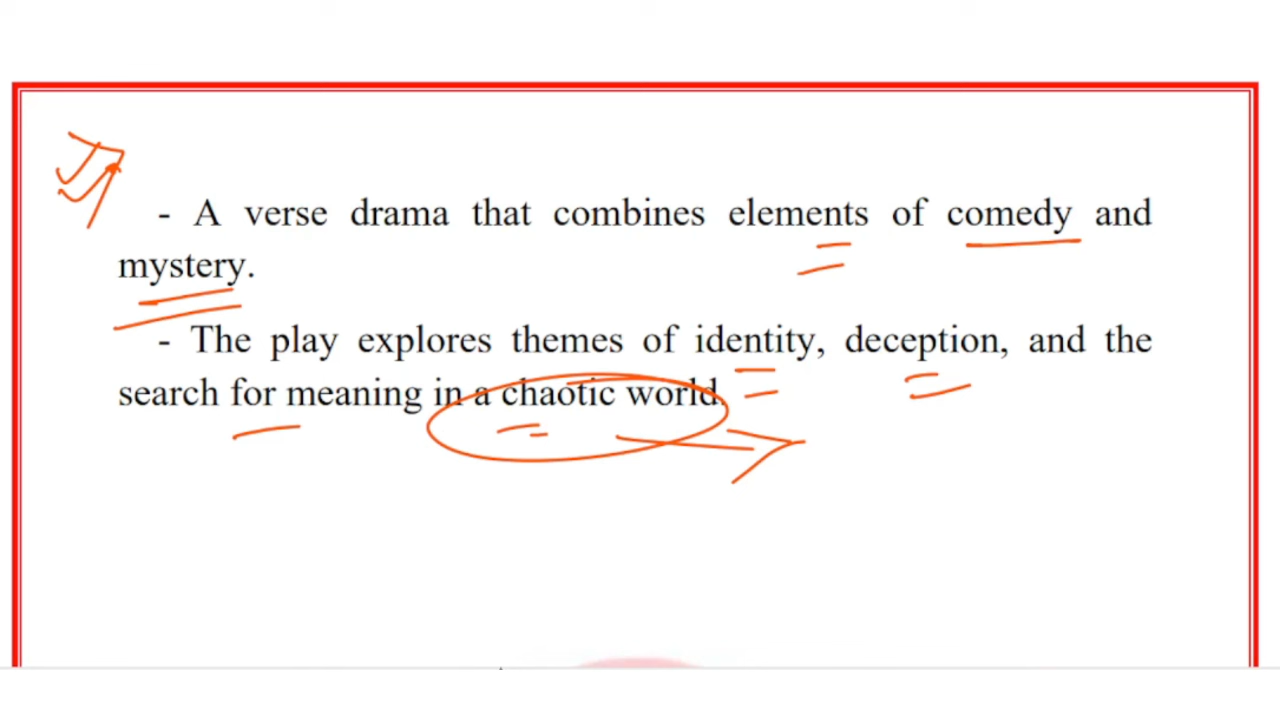 - A verse drama that combines elements of comedy and
mystery.
- The play explores themes of identity, deception, and the
search for meaning in a chaotic world.